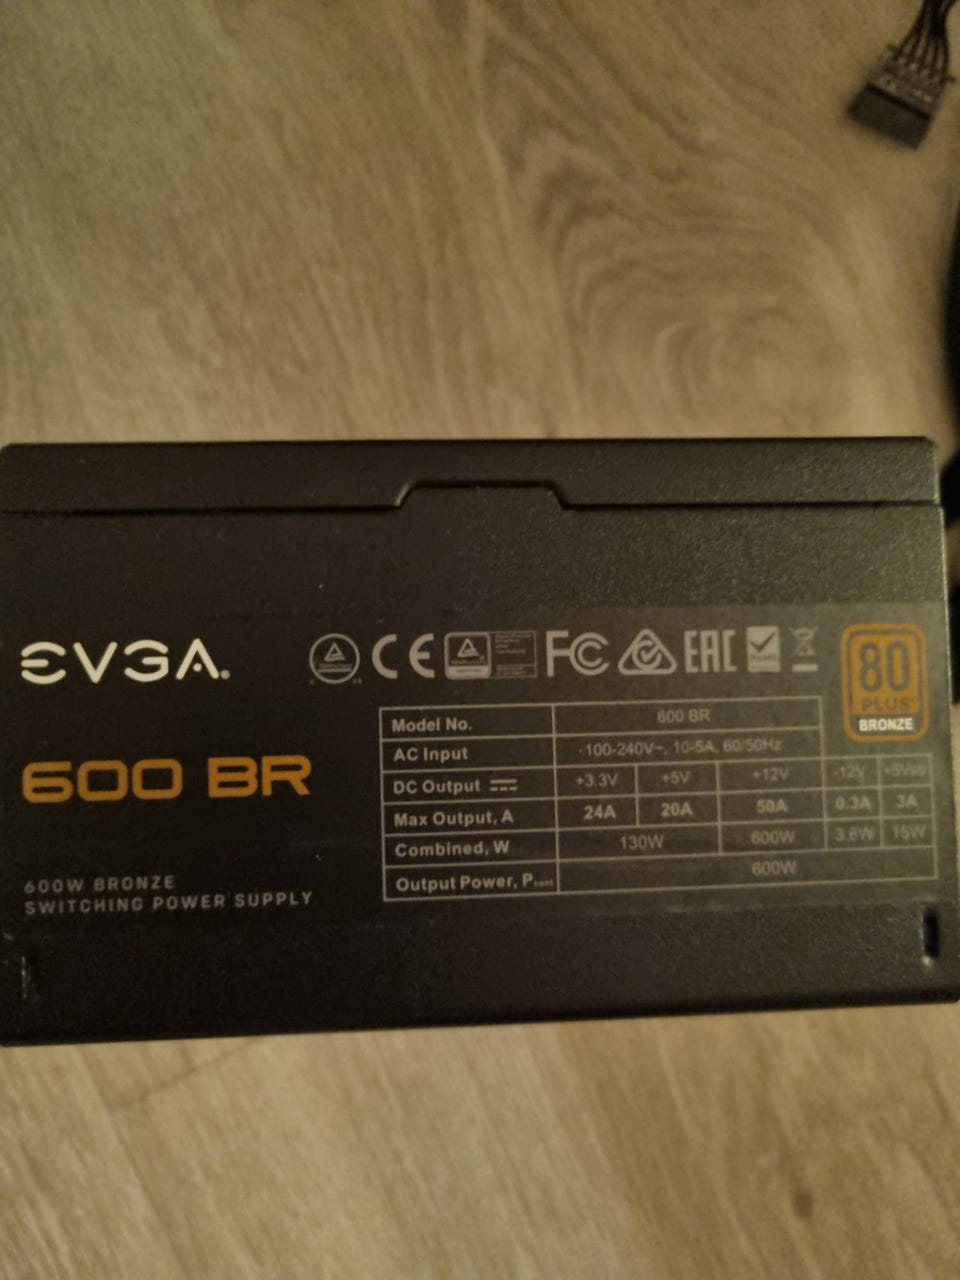 EVGA.
CE
FC
EAC
80
PLUS
BRONZE
600 BR
600W BRONZE
SWITCHING POWER SUPPLY
Model No. 600 BR
AC Input 100-240V~, 10-5A, 60/50Hz
DC Output +3.3V +5V +12V -12V +5Vsb
Max Output, A 24A 20A 50A 0.3A 3A
Combined, W 130W 600W 3.6W 15W
Output Power, Pcont 600W